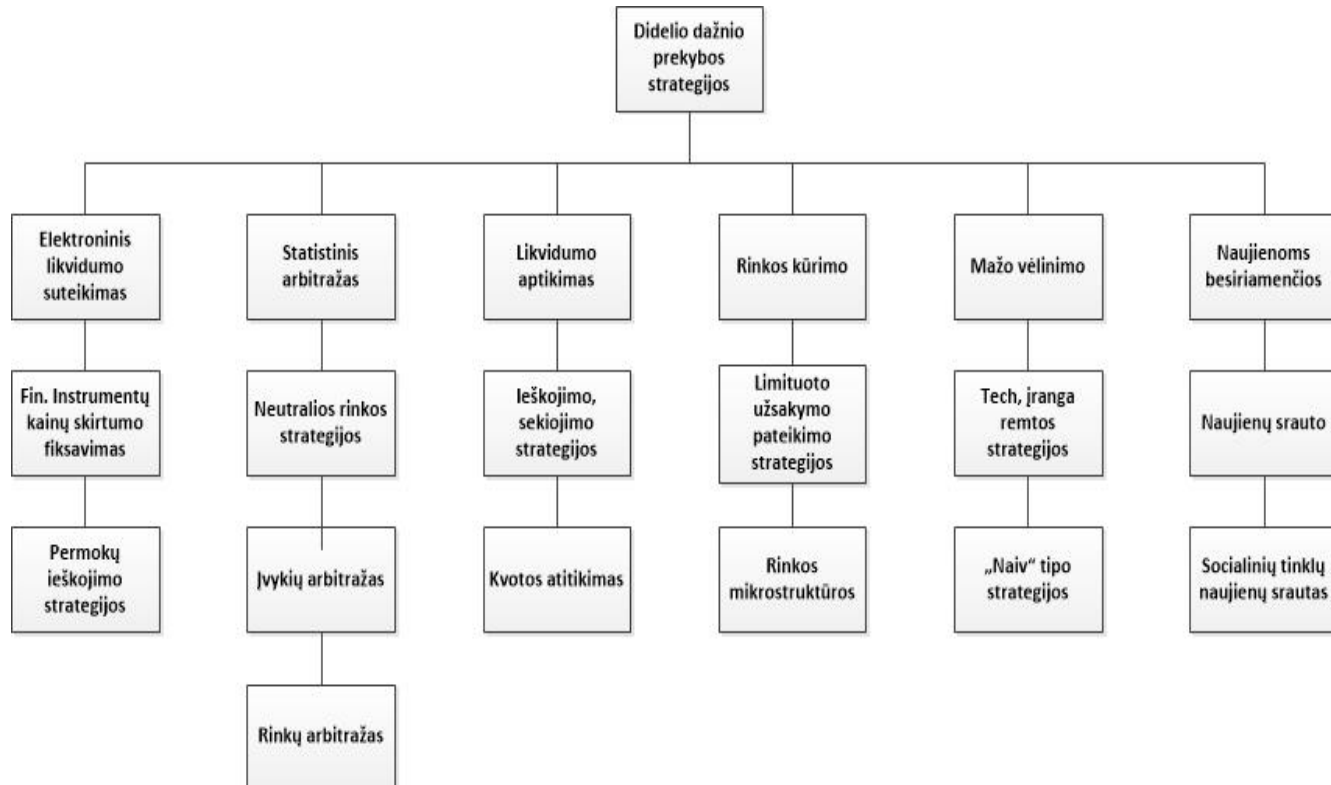 Didelio dažnio
prekybos
strategijos
Elektroninis
likvidumo
suteikimas
Statistinis
arbitražas
Likvidumo
aptikimas
Rinkos kūrimo
Mažo vėlinimo
Naujienoms
besiriamenčios
Fin. Instrumentų
kainų skirtumo
fiksavimas
Neutralios rinkos
strategijos
Ieškojimo,
sekiojimo
strategijos
Limituoto
užsakymo
pateikimo
strategijos
Tech, įranga
remtos
strategijos
Naujienų srauto
Permokų
ieškojimo
strategijos
Įvykių arbitražas
Kvotos atitikimas
Rinkos
mikrostruktūros
„Naiv“ tipo
strategijos
Socialinių tinklų
naujienų srautas
Rinkų arbitražas